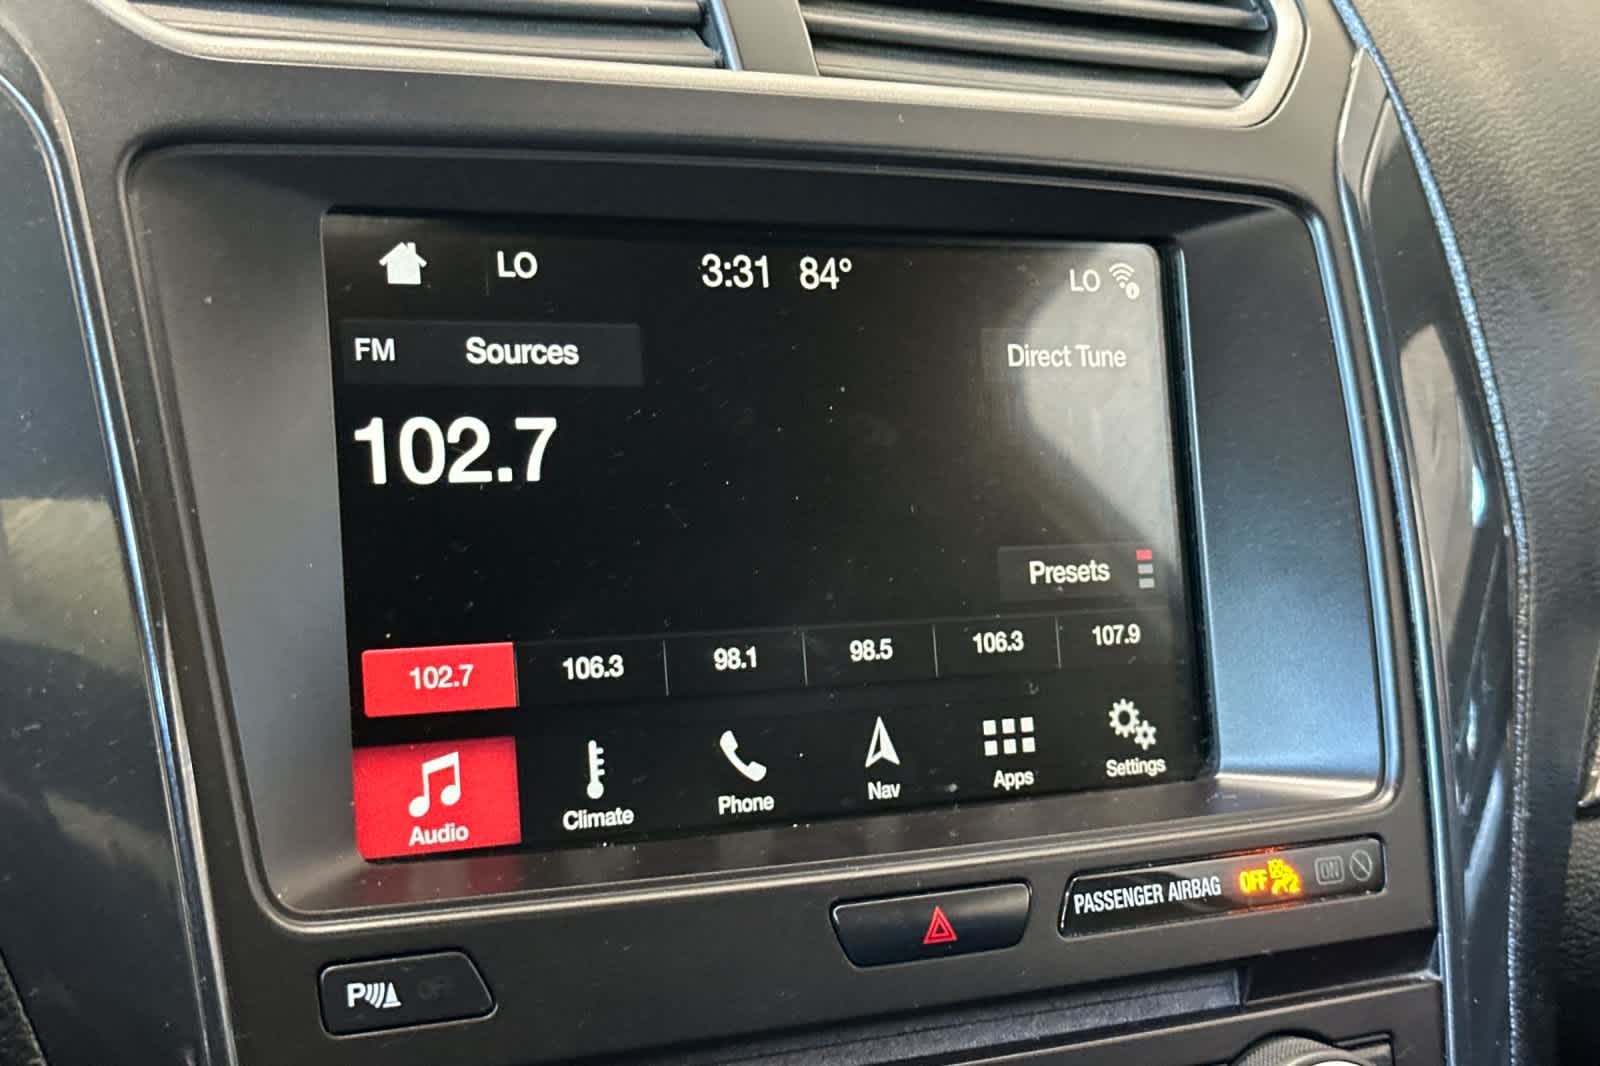 LO 3:31 84° LO
FM Sources Direct Tune
102.7
Presets
102.7 106.3 98.1 98.5 106.3 107.9
Audio Climate Phone Nav Apps Settings
PASSENGER AIRBAG OFF ON
P OFF